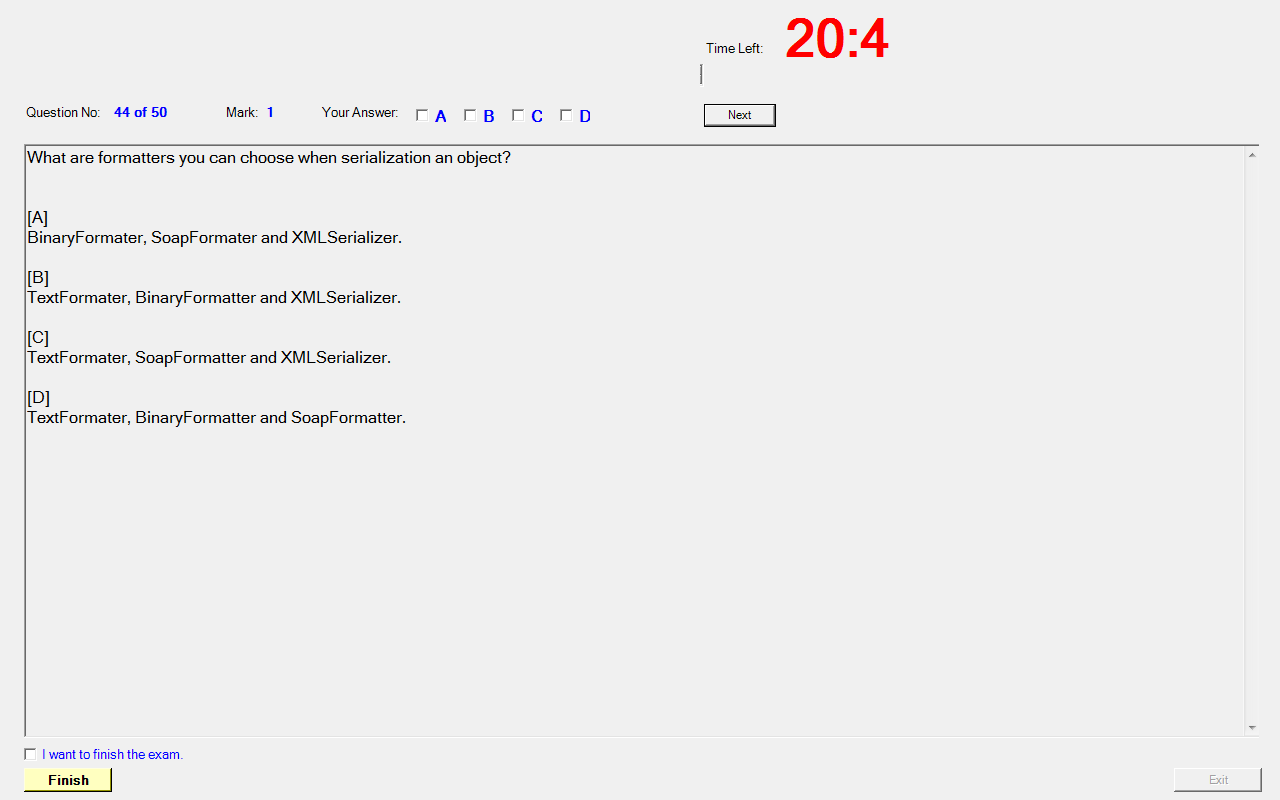 Time Left: 20:4
Question No: 44 of 50 Mark: 1 Your Answer: A B C D Next
What are formatters you can choose when serialization an object?
[A]
BinaryFormater, SoapFormater and XMLSerializer.
[B]
TextFormater, BinaryFormatter and XMLSerializer.
[C]
TextFormater, SoapFormatter and XMLSerializer.
[D]
TextFormater, BinaryFormatter and SoapFormatter.
I want to finish the exam.
Finish Exit